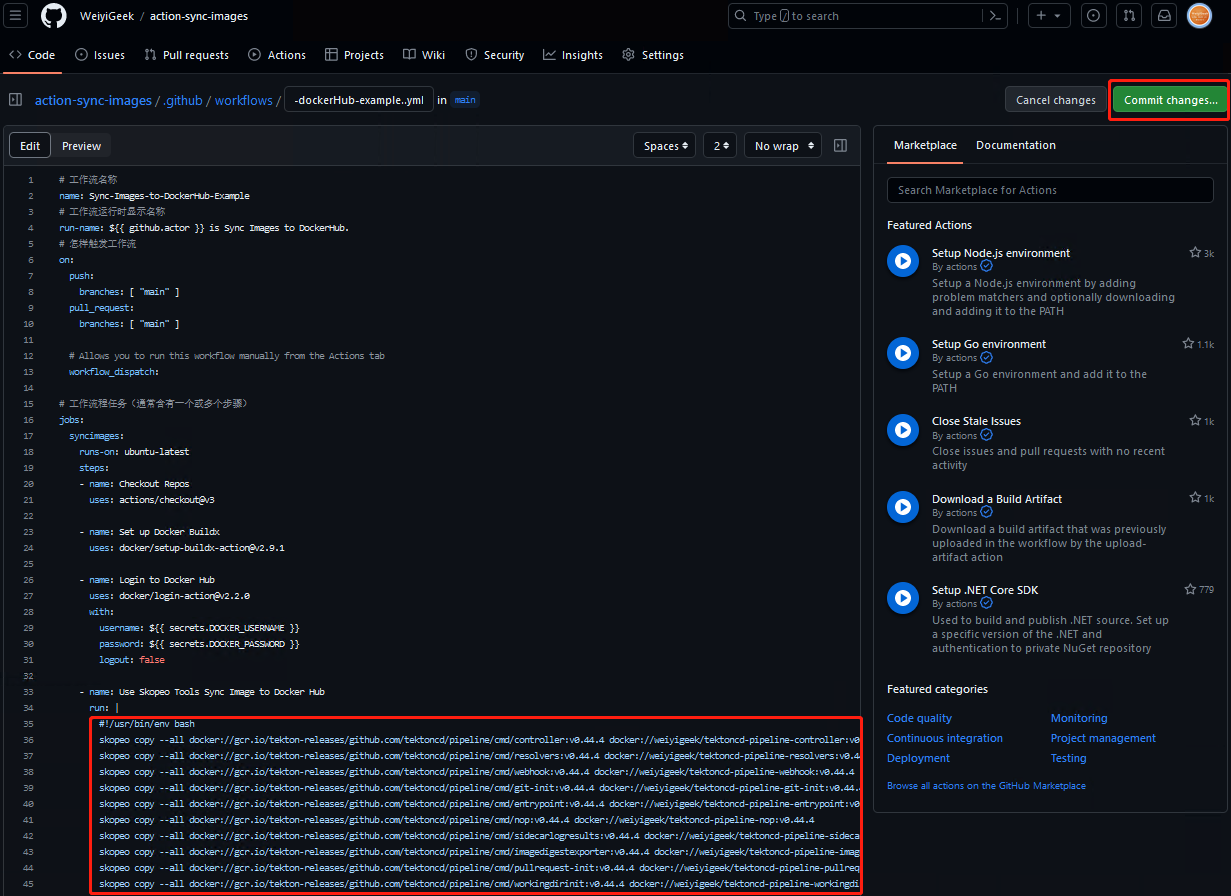 WeiyiGeek / action-sync-images
Type / to search
Code
Issues
Pull requests
Actions
Projects
Wiki
Security
Insights
Settings
action-sync-images / .github / workflows / -dockerHub-example..yml in main
Cancel changes
Commit changes...
Edit
Preview
Spaces
2
No wrap
1 # 工作流名称
2 name: Sync-Images-to-DockerHub-Example
3 # 工作流运行时显示名称
4 run-name: ${{ github.actor }} is Sync Images to DockerHub.
5 # 怎样触发工作流
6 on:
7 push:
8 branches: [ "main" ]
9 pull_request:
10 branches: [ "main" ]
11
12 # Allows you to run this workflow manually from the Actions tab
13 workflow_dispatch:
14
15 # 工作流程任务（通常含有一个或多个步骤）
16 jobs:
17 syncimages:
18 runs-on: ubuntu-latest
19 steps:
20 - name: Checkout Repos
21 uses: actions/checkout@v3
22
23 - name: Set up Docker Buildx
24 uses: docker/setup-buildx-action@v2.9.1
25
26 - name: Login to Docker Hub
27 uses: docker/login-action@v2.2.0
28 with:
29 username: ${{ secrets.DOCKER_USERNAME }}
30 password: ${{ secrets.DOCKER_PASSWORD }}
31 logout: false
32
33 - name: Use Skopeo Tools Sync Image to Docker Hub
34 run: |
35 #!/usr/bin/env bash
36 skopeo copy --all docker://gcr.io/tekton-releases/github.com/tektoncd/pipeline/cmd/controller:v0.44.4 docker://weiyigeek/tektoncd-pipeline-controller:v0
37 skopeo copy --all docker://gcr.io/tekton-releases/github.com/tektoncd/pipeline/cmd/resolvers:v0.44.4 docker://weiyigeek/tektoncd-pipeline-resolvers:v0.4
38 skopeo copy --all docker://gcr.io/tekton-releases/github.com/tektoncd/pipeline/cmd/webhook:v0.44.4 docker://weiyigeek/tektoncd-pipeline-webhook:v0.44.4
39 skopeo copy --all docker://gcr.io/tekton-releases/github.com/tektoncd/pipeline/cmd/git-init:v0.44.4 docker://weiyigeek/tektoncd-pipeline-git-init:v0.44.
40 skopeo copy --all docker://gcr.io/tekton-releases/github.com/tektoncd/pipeline/cmd/entrypoint:v0.44.4 docker://weiyigeek/tektoncd-pipeline-entrypoint:v0
41 skopeo copy --all docker://gcr.io/tekton-releases/github.com/tektoncd/pipeline/cmd/nop:v0.44.4 docker://weiyigeek/tektoncd-pipeline-nop:v0.44.4
42 skopeo copy --all docker://gcr.io/tekton-releases/github.com/tektoncd/pipeline/cmd/sidecarlogresults:v0.44.4 docker://weiyigeek/tektoncd-pipeline-sideca
43 skopeo copy --all docker://gcr.io/tekton-releases/github.com/tektoncd/pipeline/cmd/imagedigestexporter:v0.44.4 docker://weiyigeek/tektoncd-pipeline-imag
44 skopeo copy --all docker://gcr.io/tekton-releases/github.com/tektoncd/pipeline/cmd/pullrequest-init:v0.44.4 docker://weiyigeek/tektoncd-pipeline-pullreq
45 skopeo copy --all docker://gcr.io/tekton-releases/github.com/tektoncd/pipeline/cmd/workingdirinit:v0.44.4 docker://weiyigeek/tektoncd-pipeline-workingdi
Marketplace
Documentation
Search Marketplace for Actions
Featured Actions
Setup Node.js environment
3k
By actions
Setup a Node.js environment by adding
problem matchers and optionally downloading
and adding it to the PATH
Setup Go environment
1.1k
By actions
Setup a Go environment and add it to the
PATH
Close Stale Issues
1k
By actions
Close issues and pull requests with no recent
activity
Download a Build Artifact
1k
By actions
Download a build artifact that was previously
uploaded in the workflow by the upload-
artifact action
Setup .NET Core SDK
779
By actions
Used to build and publish .NET source. Set up
a specific version of the .NET and
authentication to private NuGet repository
Featured categories
Code quality
Monitoring
Continuous integration
Project management
Deployment
Testing
Browse all actions on the GitHub Marketplace